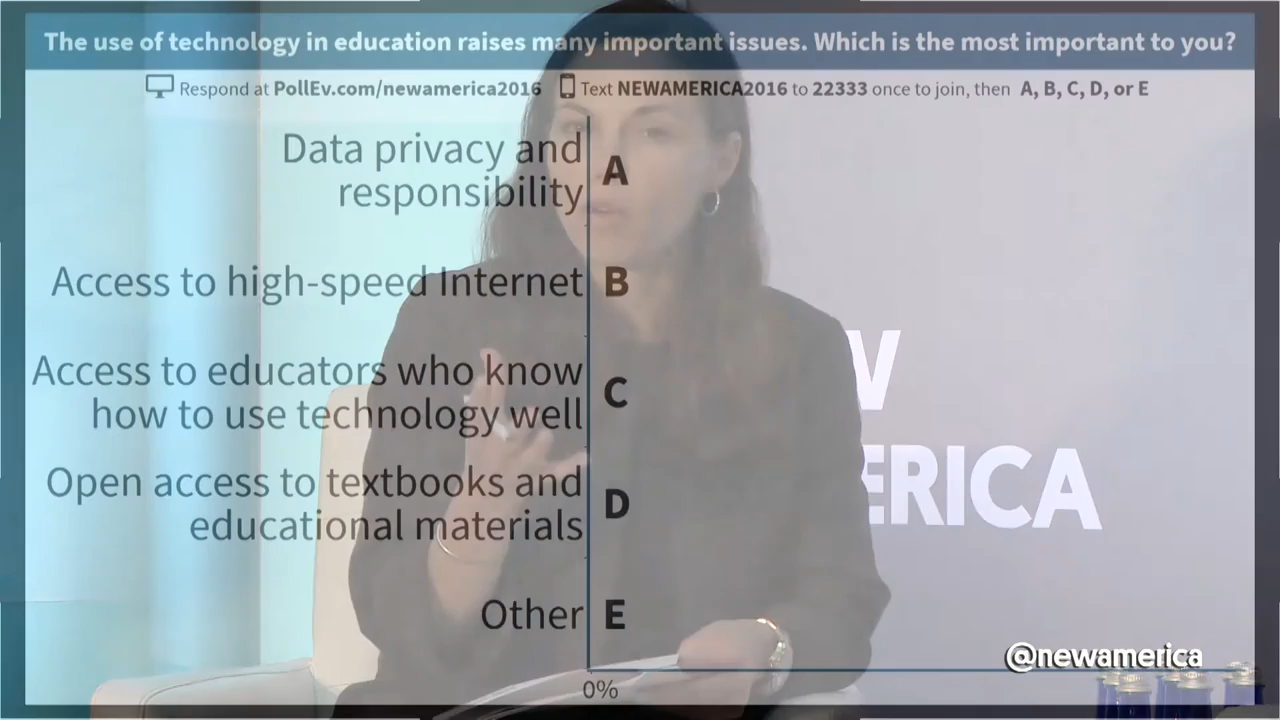 The use of technology in education raises many important issues. Which is the most important to you?
Respond at PollEv.com/newamerica2016 Text NEWAMERICA2016 to 22333 once to join, then A, B, C, D, or E
Data privacy and
responsibility
A
Access to high-speed Internet
B
Access to educators who know
how to use technology well
C
Open access to textbooks and
educational materials
D
Other
E
0%
W
ERICA
@newamerica